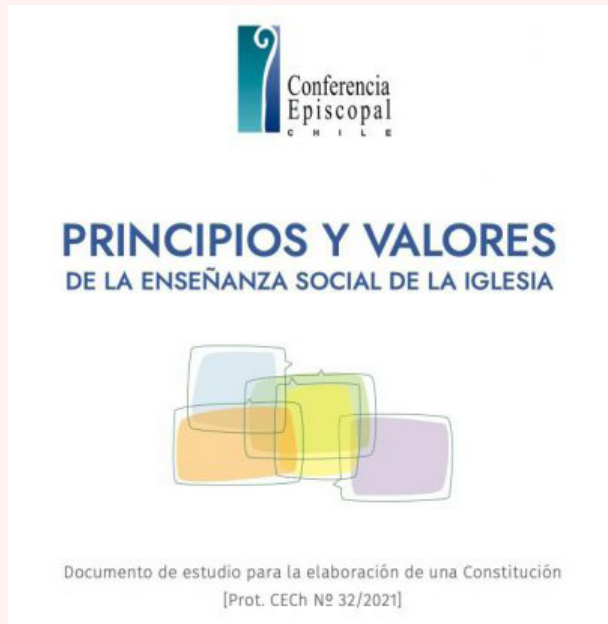 Conferencia
Episcopal
CHILE
PRINCIPIOS Y VALORES
DE LA ENSEÑANZA SOCIAL DE LA IGLESIA
Documento de estudio para la elaboración de una Constitución
[Prot. CECh Nº 32/2021]